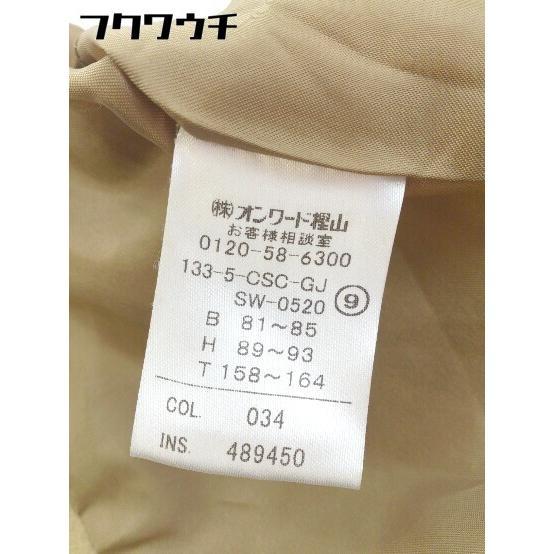 フクワウチ
(株)オンワード樫山
お客様相談室
0120-58-6300
133-5-CSC-GJ
SW-0520 ⑨
B 81～85
H 89～93
T 158～164
COL. 034
INS. 489450